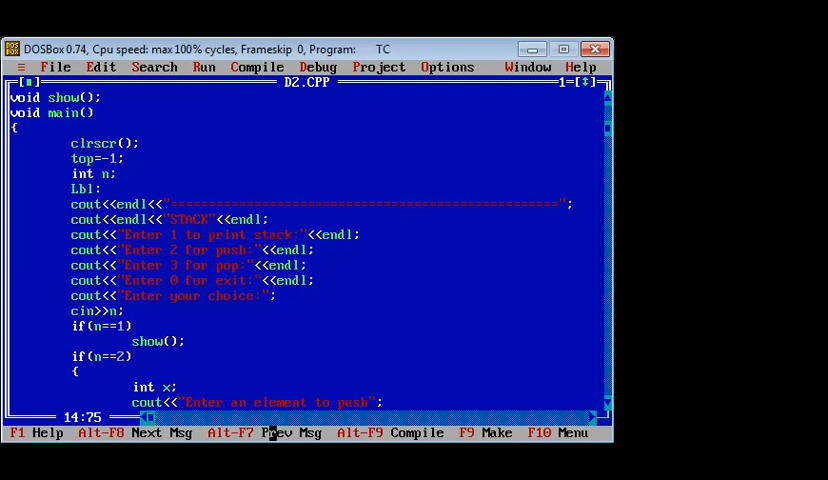 DOSBox 0.74, Cpu speed: max 100% cycles, Frameskip 0, Program: TC
≡ File Edit Search Run Compile Debug Project Options Window Help
[■] D2.CPP 1=[↕]
void show();
void main()
{
clrscr();
top=-1;
int n;
Lbl:
cout<<endl<<"===================================================";
cout<<endl<<"STACK"<<endl;
cout<<"Enter 1 to print stack:"<<endl;
cout<<"Enter 2 for push:"<<endl;
cout<<"Enter 3 for pop:"<<endl;
cout<<"Enter 0 for exit:"<<endl;
cout<<"Enter your choice:";
cin>>n;
if(n==1)
show();
if(n==2)
{
int x;
cout<<"Enter an element to push";
14:75
F1 Help Alt-F8 Next Msg Alt-F7 Prev Msg Alt-F9 Compile F9 Make F10 Menu